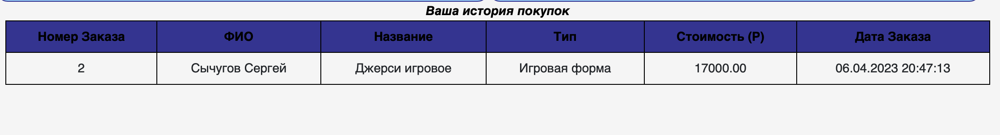 Ваша история покупок
Номер Заказа ФИО Название Тип Стоимость (Р) Дата Заказа
2 Сычугов Сергей Джерси игровое Игровая форма 17000.00 06.04.2023 20:47:13